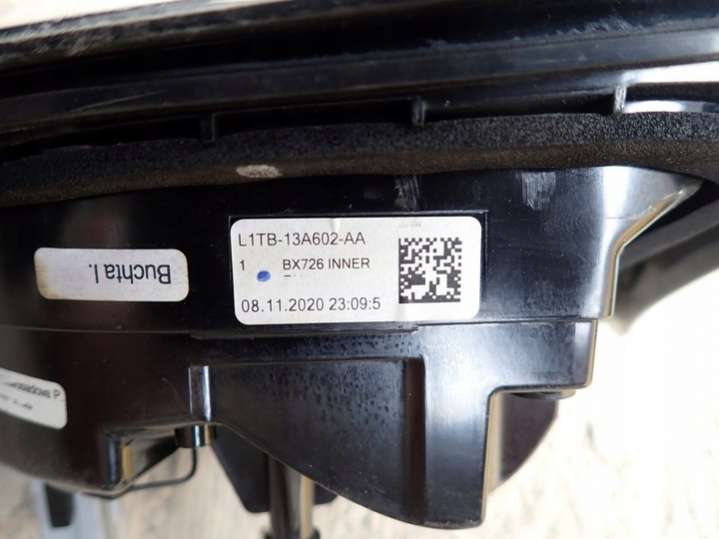 L1TB-13A602-AA
1 BX726 INNER
08.11.2020 23:09:5
Buchta I.